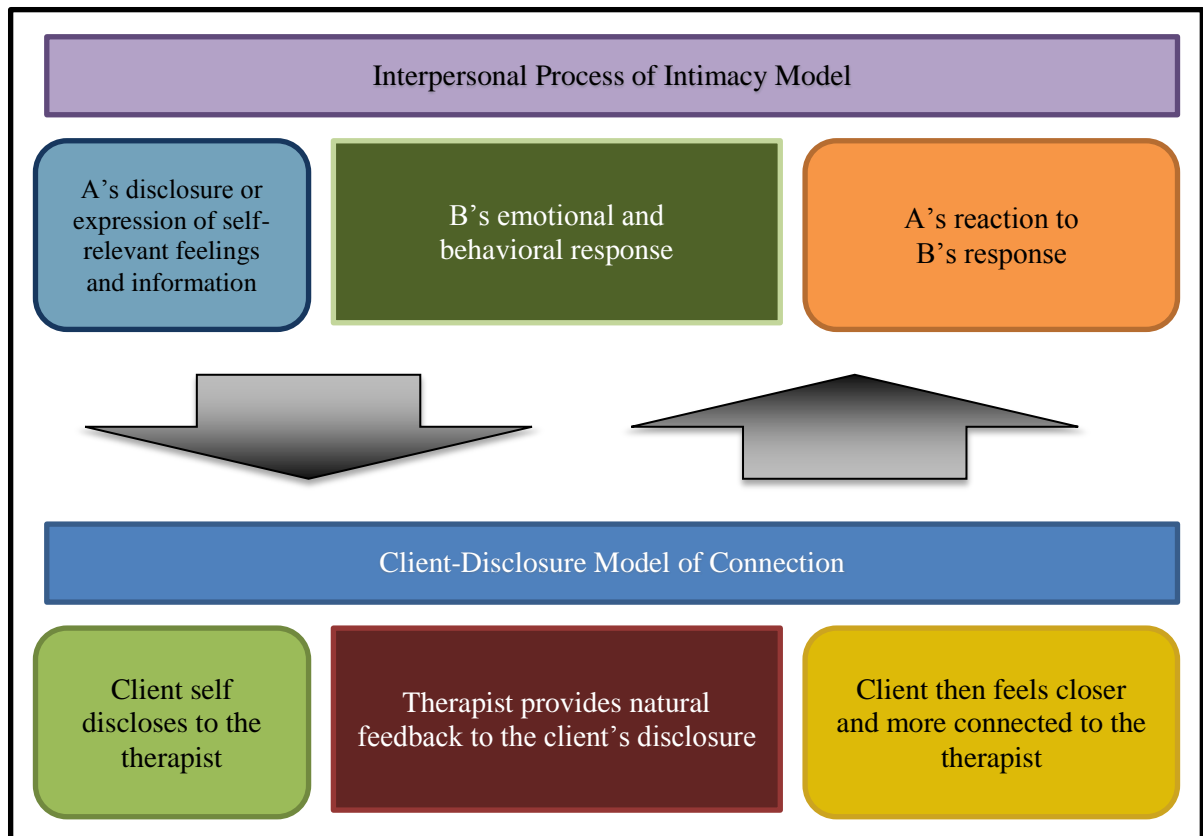 Interpersonal Process of Intimacy Model
A’s disclosure or
expression of self-
relevant feelings
and information
B’s emotional and
behavioral response
A’s reaction to
B’s response
Client-Disclosure Model of Connection
Client self
discloses to the
therapist
Therapist provides natural
feedback to the client’s disclosure
Client then feels closer
and more connected to the
therapist